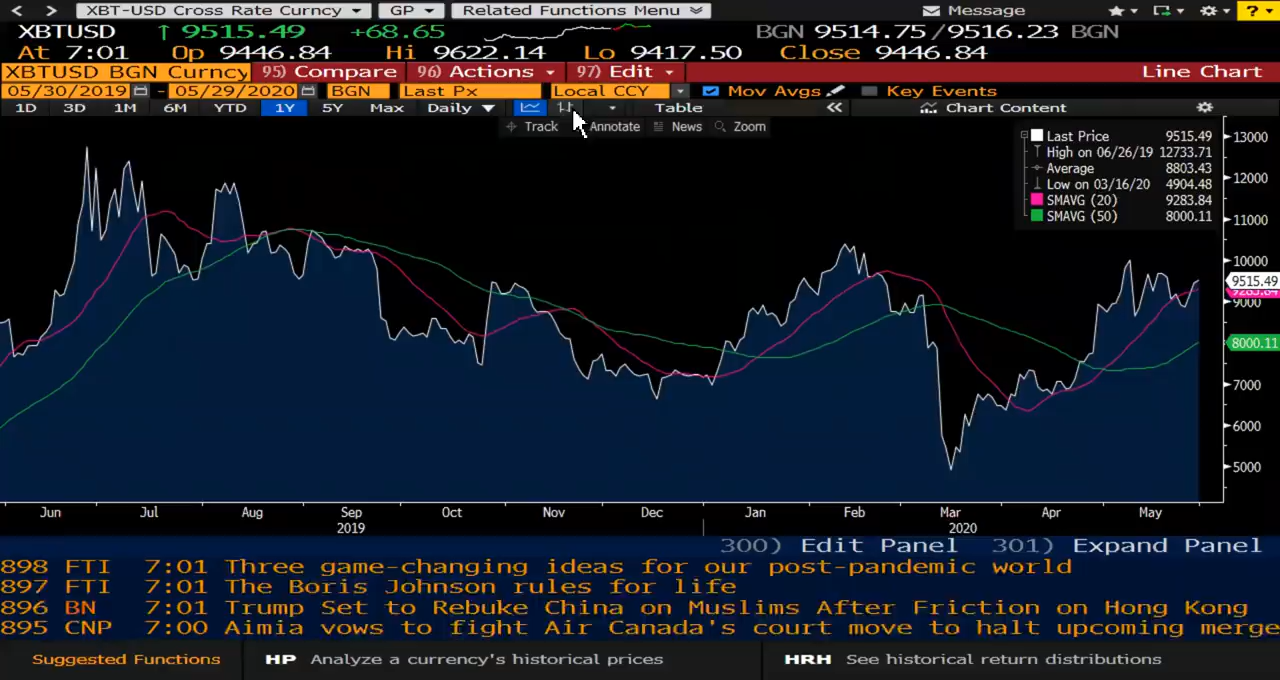 < > XBT-USD Cross Rate Curncy GP Related Functions Menu Message ?
XBTUSD ↑ 9515.49 +68.65 BGN 9514.75/9516.23 BGN
At 7:01 Op 9446.84 Hi 9622.14 Lo 9417.50 Close 9446.84
XBTUSD BGN Curncy 95) Compare 96) Actions 97) Edit Line Chart
05/30/2019 - 05/29/2020 BGN Last Px Local CCY Mov Avgs Key Events
1D 3D 1M 6M YTD 1Y 5Y Max Daily Table Chart Content
Track Annotate News Zoom
Last Price 9515.49
High on 06/26/19 12733.71
Average 8803.43
Low on 03/16/20 4904.48
SMAVG (20) 9283.84
SMAVG (50) 8000.11
13000
12000
11000
10000
9515.49
9283.84
9000
8000.11
7000
6000
5000
Jun Jul Aug Sep Oct Nov Dec Jan Feb Mar Apr May
2019 2020
300) Edit Panel 301) Expand Panel
898 FTI 7:01 Three game-changing ideas for our post-pandemic world
897 FTI 7:01 The Boris Johnson rules for life
896 BN 7:01 Trump Set to Rebuke China on Muslims After Friction on Hong Kong
895 CNP 7:00 Aimia vows to fight Air Canada's court move to halt upcoming merge
Suggested Functions HP Analyze a currency's historical prices HRH See historical return distributions